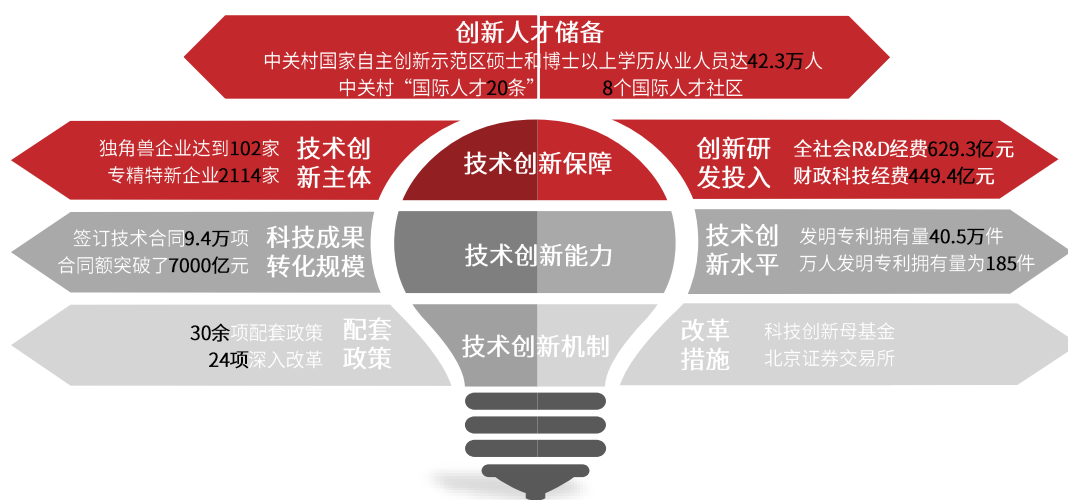 创新人才储备
中关村国家自主创新示范区硕士和博士以上学历从业人员达42.3万人
中关村“国际人才20条” 8个国际人才社区
独角兽企业达到102家
专精特新企业2114家
技术创
新主体
技术创新保障
创新研
发投入
全社会R&D经费629.3亿元
财政科技经费449.4亿元
签订技术合同9.4万项
合同额突破了7000亿元
科技成果
转化规模
技术创新能力
技术创
新水平
发明专利拥有量40.5万件
万人发明专利拥有量为185件
30余项配套政策
24项深入改革
配套
政策
技术创新机制
改革
措施
科技创新母基金
北京证券交易所